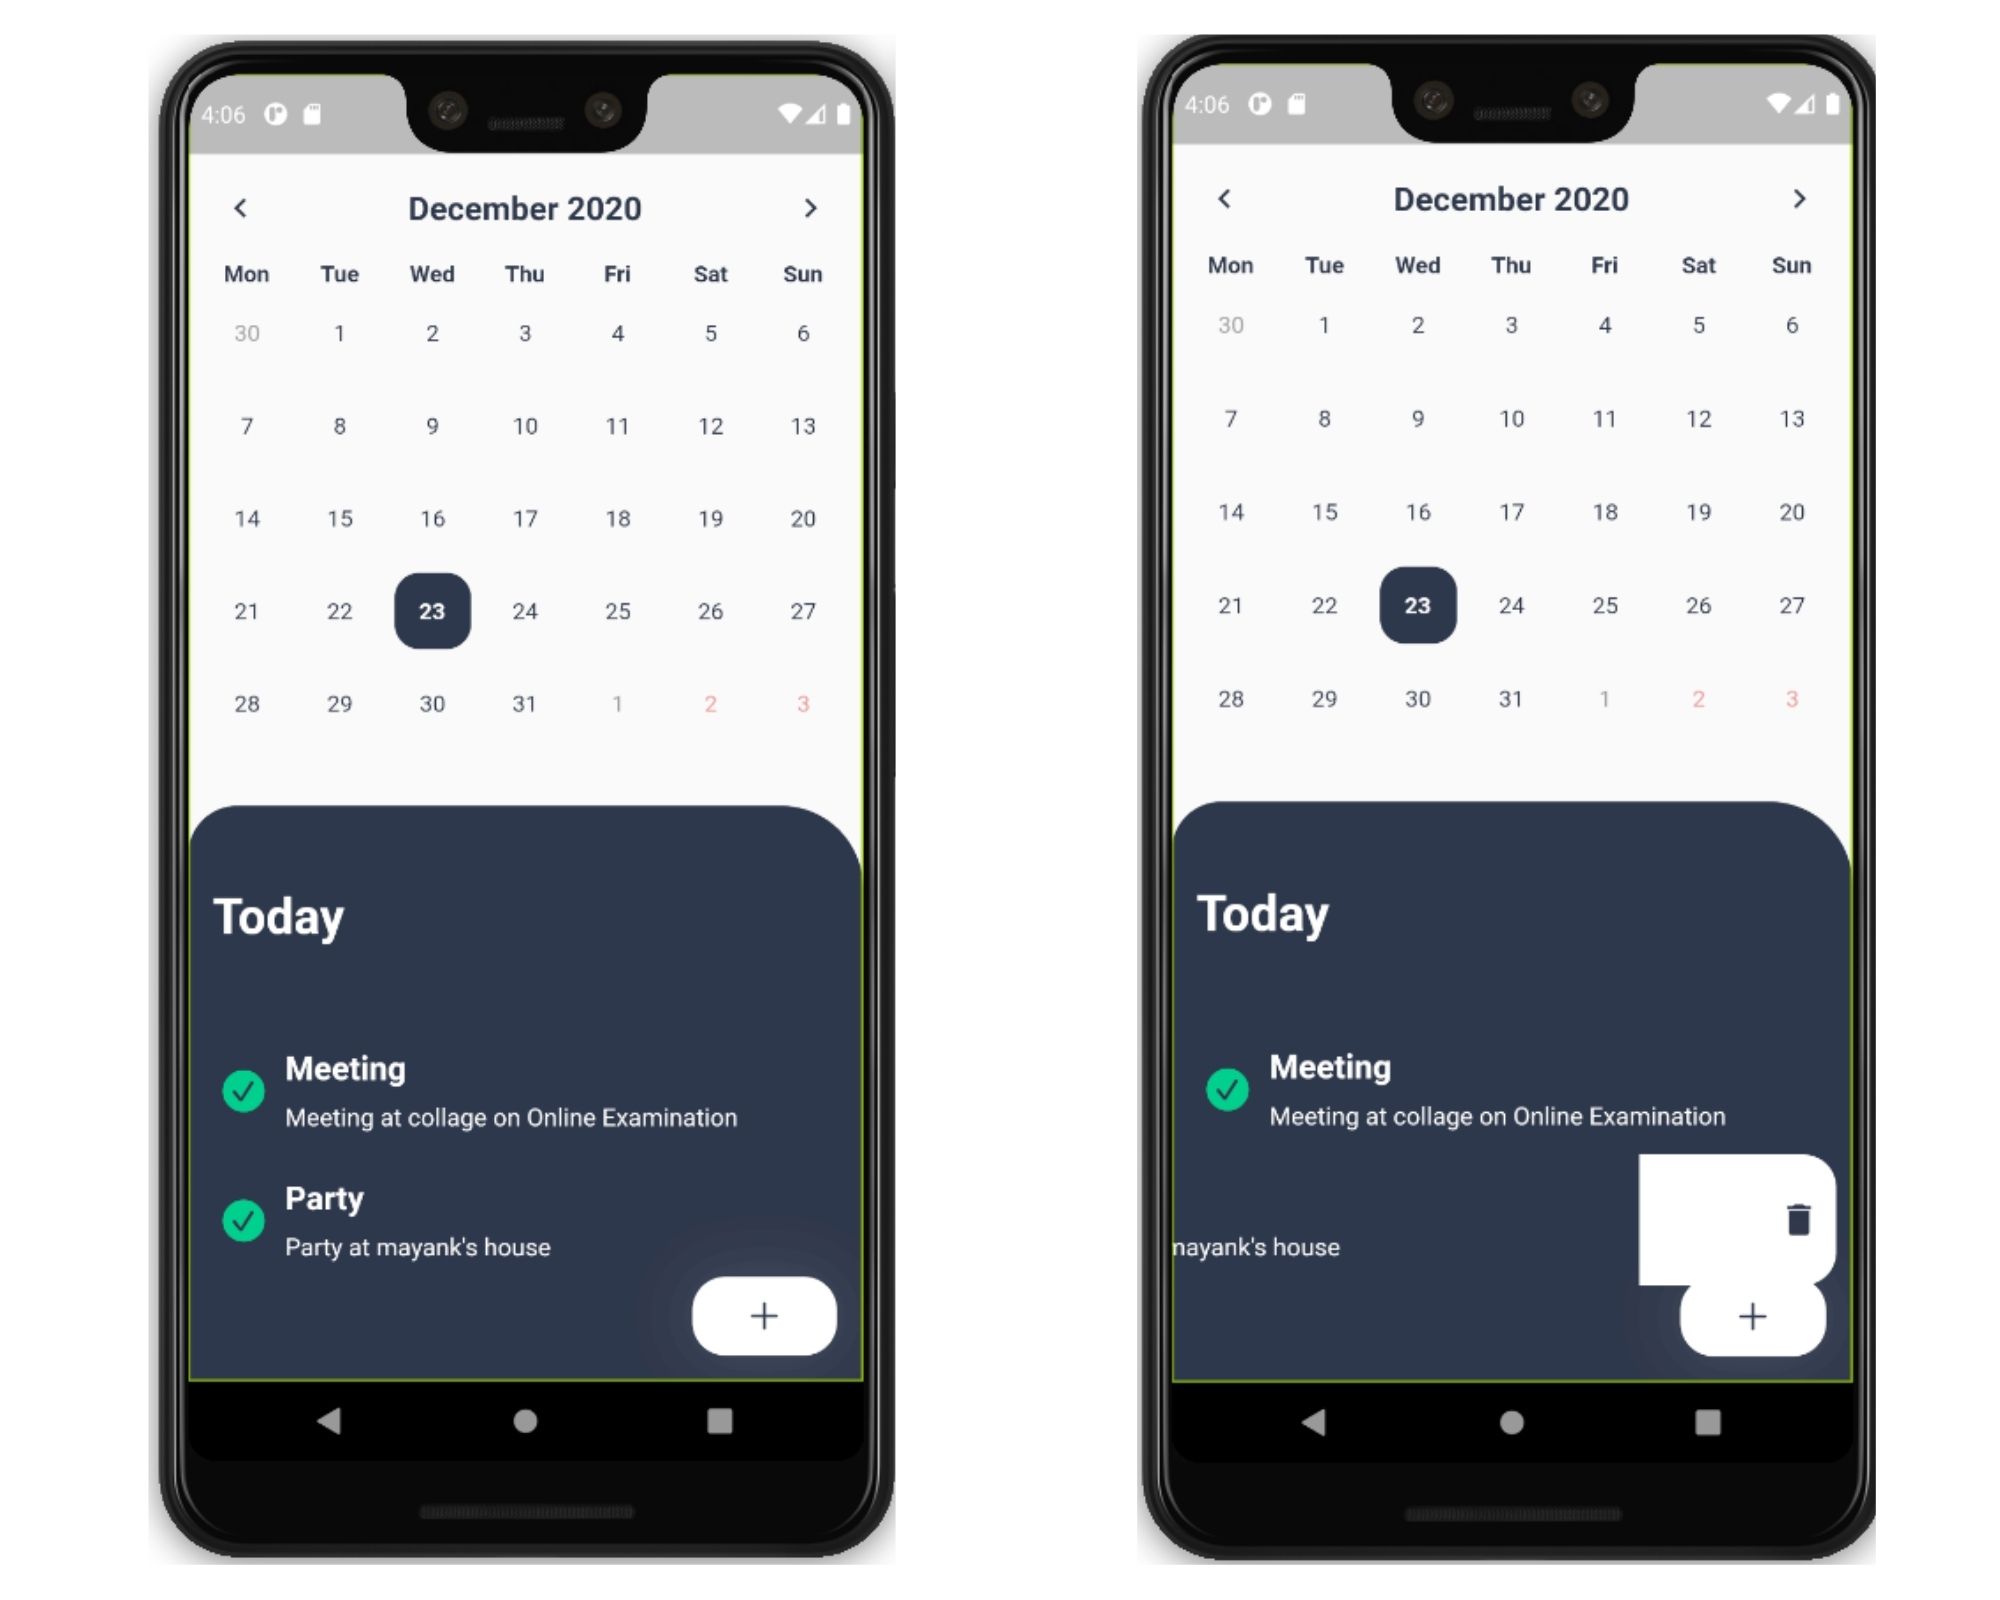 4:06
December 2020
Mon Tue Wed Thu Fri Sat Sun
30 1 2 3 4 5 6
7 8 9 10 11 12 13
14 15 16 17 18 19 20
21 22 23 24 25 26 27
28 29 30 31 1 2 3
Today
Meeting
Meeting at collage on Online Examination
Party
Party at mayank's house
+
4:06
December 2020
Mon Tue Wed Thu Fri Sat Sun
30 1 2 3 4 5 6
7 8 9 10 11 12 13
14 15 16 17 18 19 20
21 22 23 24 25 26 27
28 29 30 31 1 2 3
Today
Meeting
Meeting at collage on Online Examination
mayank's house
+